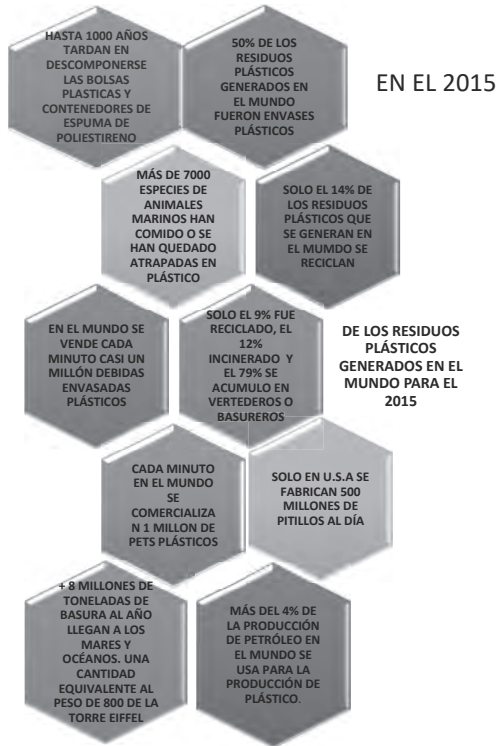 HASTA 1000 AÑOS
TARDAN EN
DESCOMPONERSE
LAS BOLSAS
PLASTICAS Y
CONTENEDORES DE
ESPUMA DE
POLIESTIRENO
50% DE LOS
RESIDUOS
PLÁSTICOS
GENERADOS EN
EL MUNDO
FUERON ENVASES
PLÁSTICOS
EN EL 2015
MÁS DE 7000
ESPECIES DE
ANIMALES
MARINOS HAN
COMIDO O SE
HAN QUEDADO
ATRAPADAS EN
PLÁSTICO
SOLO EL 14% DE
LOS RESIDUOS
PLÁSTICOS QUE
SE GENERAN EN
EL MUMDO SE
RECICLAN
EN EL MUNDO SE
VENDE CADA
MINUTO CASI UN
MILLÓN DEBIDAS
ENVASADAS
PLÁSTICOS
SOLO EL 9% FUE
RECICLADO, EL
12%
INCINERADO Y
EL 79% SE
ACUMULO EN
VERTEDEROS O
BASUREROS
DE LOS RESIDUOS
PLÁSTICOS
GENERADOS EN EL
MUNDO PARA EL
2015
CADA MINUTO
EN EL MUNDO
SE
COMERCIALIZA
N 1 MILLON DE
PETS PLÁSTICOS
SOLO EN U.S.A SE
FABRICAN 500
MILLONES DE
PITILLOS AL DÍA
+ 8 MILLONES DE
TONELADAS DE
BASURA AL AÑO
LLEGAN A LOS
MARES Y
OCÉANOS. UNA
CANTIDAD
EQUIVALENTE AL
PESO DE 800 DE LA
TORRE EIFFEL
MÁS DEL 4% DE
LA PRODUCCIÓN
DE PETRÓLEO EN
EL MUNDO SE
USA PARA LA
PRODUCCIÓN DE
PLÁSTICO.